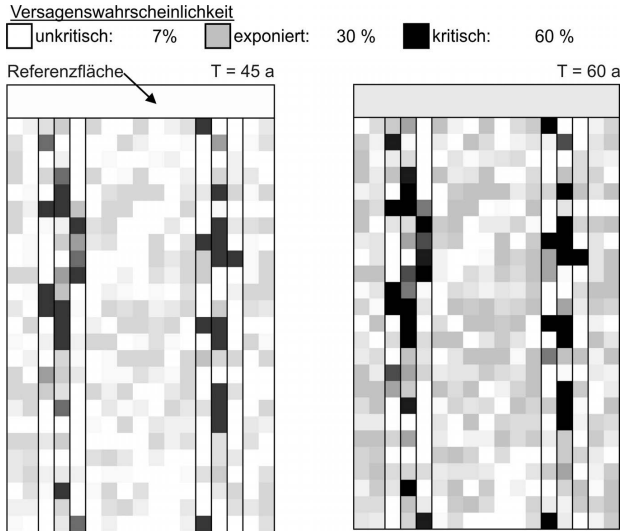 Versagenswahrscheinlichkeit
unkritisch: 7% exponiert: 30 % kritisch: 60 %
Referenzfläche T = 45 a T = 60 a